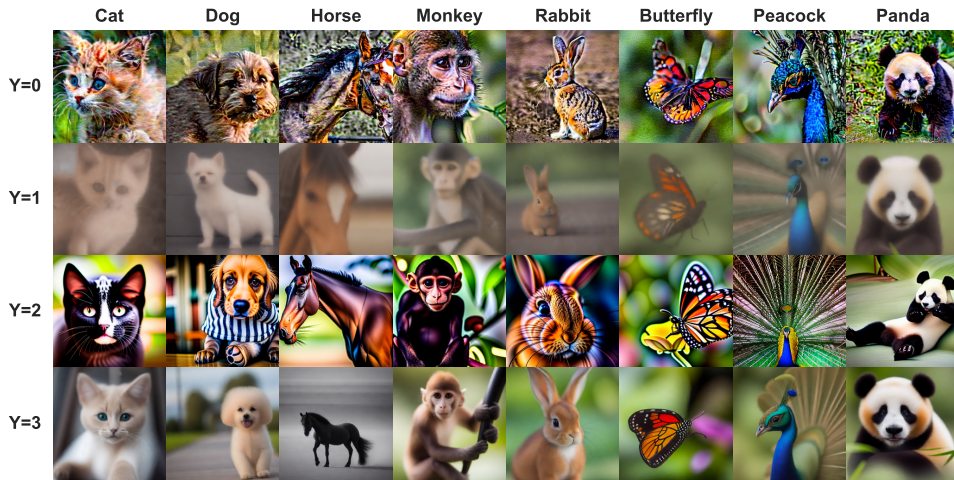 Cat Dog Horse Monkey Rabbit Butterfly Peacock Panda
Y=0
Y=1
Y=2
Y=3